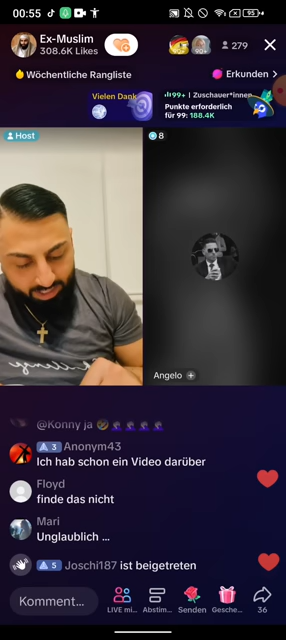 00:55
95
Ex-Muslim
308.6K Likes
279
Wöchentliche Rangliste
Erkunden >
Vielen Dank
99+ | Zuschauer*innen
Punkte erforderlich
für 99: 188.4K
Host
8
Angelo +
@Konny ja
3 Anonym43
Ich hab schon ein Video darüber
Floyd
finde das nicht
Mari
Unglaublich ...
5 Joschi187 ist beigetreten
Komment...
LIVE mi...
Abstim...
Senden
Gesche...
36